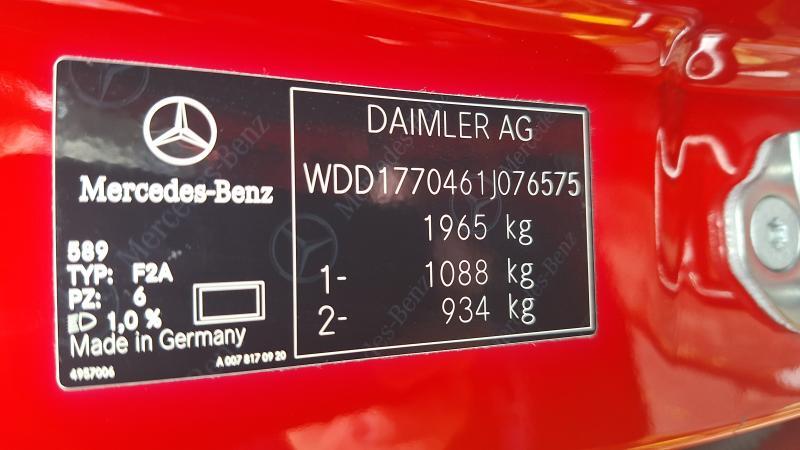 Mercedes-Benz
589
TYP: F2A
PZ: 6
1,0 %
Made in Germany
4957006
A 007 817 09 20
DAIMLER AG
WDD1770461J076575
1965 kg
1- 1088 kg
2- 934 kg